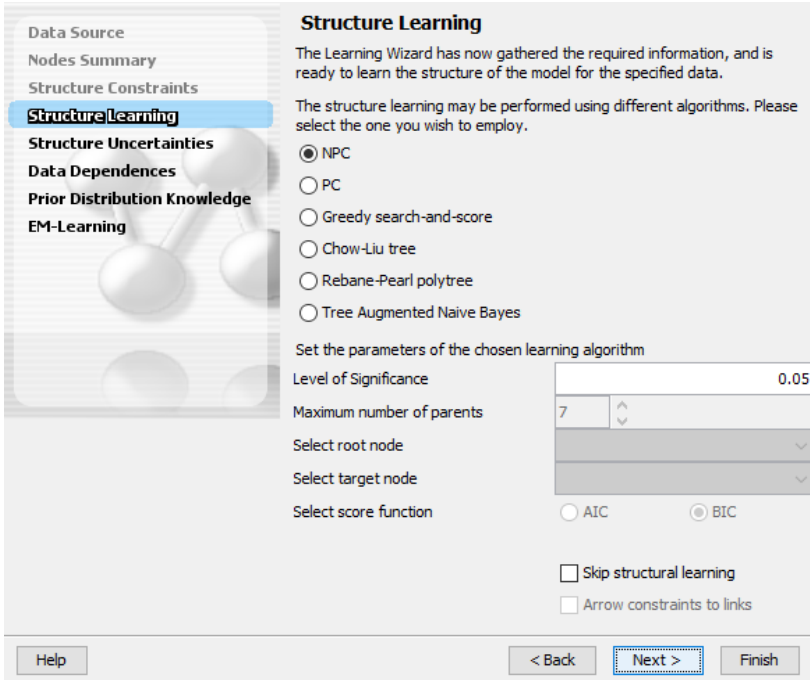 Data Source
Nodes Summary
Structure Constraints
Structure Learning
Structure Uncertainties
Data Dependences
Prior Distribution Knowledge
EM-Learning
Structure Learning
The Learning Wizard has now gathered the required information, and is
ready to learn the structure of the model for the specified data.
The structure learning may be performed using different algorithms. Please
select the one you wish to employ.
NPC
PC
Greedy search-and-score
Chow-Liu tree
Rebane-Pearl polytree
Tree Augmented Naive Bayes
Set the parameters of the chosen learning algorithm
Level of Significance 0.05
Maximum number of parents 7
Select root node
Select target node
Select score function AIC BIC
Skip structural learning
Arrow constraints to links
Help < Back Next > Finish